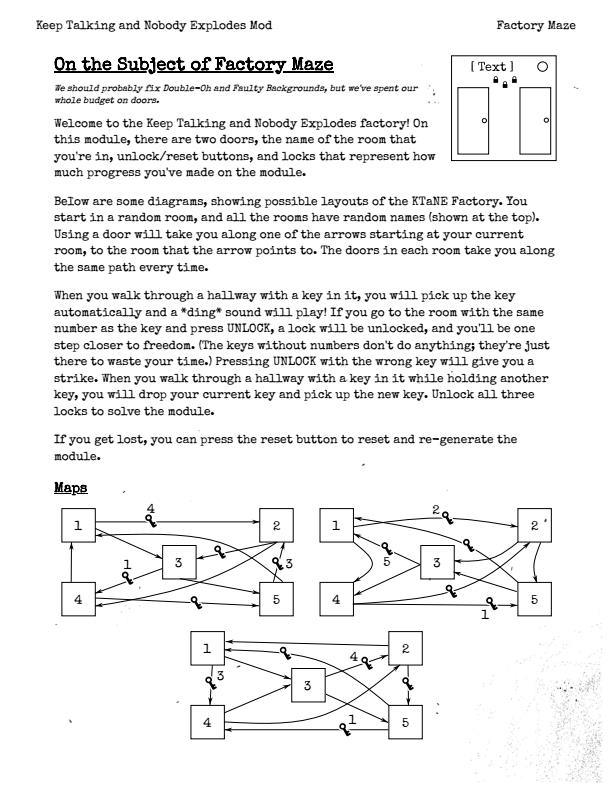 Keep Talking and Nobody Explodes Mod
Factory Maze
On the Subject of Factory Maze
We should probably fix Double-Oh and Faulty Backgrounds, but we've spent our
whole budget on doors.
[Text]
Welcome to the Keep Talking and Nobody Explodes factory! On
this module, there are two doors, the name of the room that
you're in, unlock/reset buttons, and locks that represent how
much progress you've made on the module.
Below are some diagrams, showing possible layouts of the KTaNE Factory. You
start in a random room, and all the rooms have random names (shown at the top).
Using a door will take you along one of the arrows starting at your current
room, to the room that the arrow points to. The doors in each room take you along
the same path every time.
When you walk through a hallway with a key in it, you will pick up the key
automatically and a *ding* sound will play! If you go to the room with the same
number as the key and press UNLOCK, a lock will be unlocked, and you'll be one
step closer to freedom. (The keys without numbers don't do anything; they're just
there to waste your time.) Pressing UNLOCK with the wrong key will give you a
strike. When you walk through a hallway with a key in it while holding another
key, you will drop your current key and pick up the new key. Unlock all three
locks to solve the module.
If you get lost, you can press the reset button to reset and re-generate the
module.
Maps
4
1 2
3
1 3
4 5
2
1 2
3
5
4 5
1
1 2
4
3
3
4 5
1